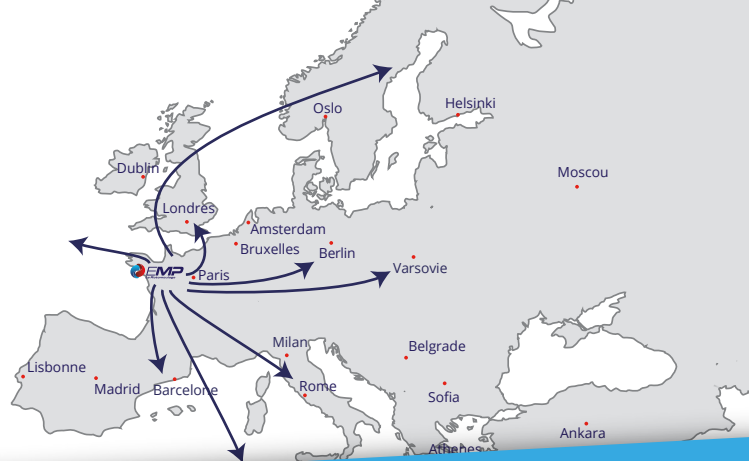 Oslo
Helsinki
Dublin
Moscou
Londres
Amsterdam
Bruxelles
Berlin
Varsovie
EMP
Paris
Milan
Belgrade
Lisbonne
Madrid
Barcelone
Rome
Sofia
Ankara
Athenes